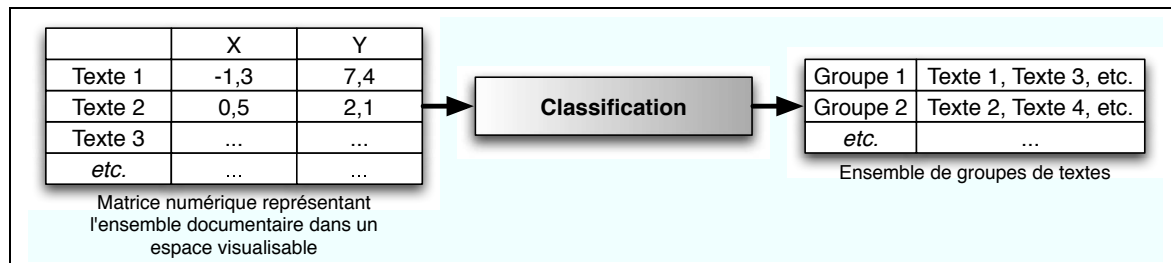 X Y
Texte 1 -1,3 7,4
Texte 2 0,5 2,1
Texte 3 ... ...
etc. ... ...
Matrice numérique représentant
l'ensemble documentaire dans un
espace visualisable
Classification
Groupe 1 Texte 1, Texte 3, etc.
Groupe 2 Texte 2, Texte 4, etc.
etc. ...
Ensemble de groupes de textes